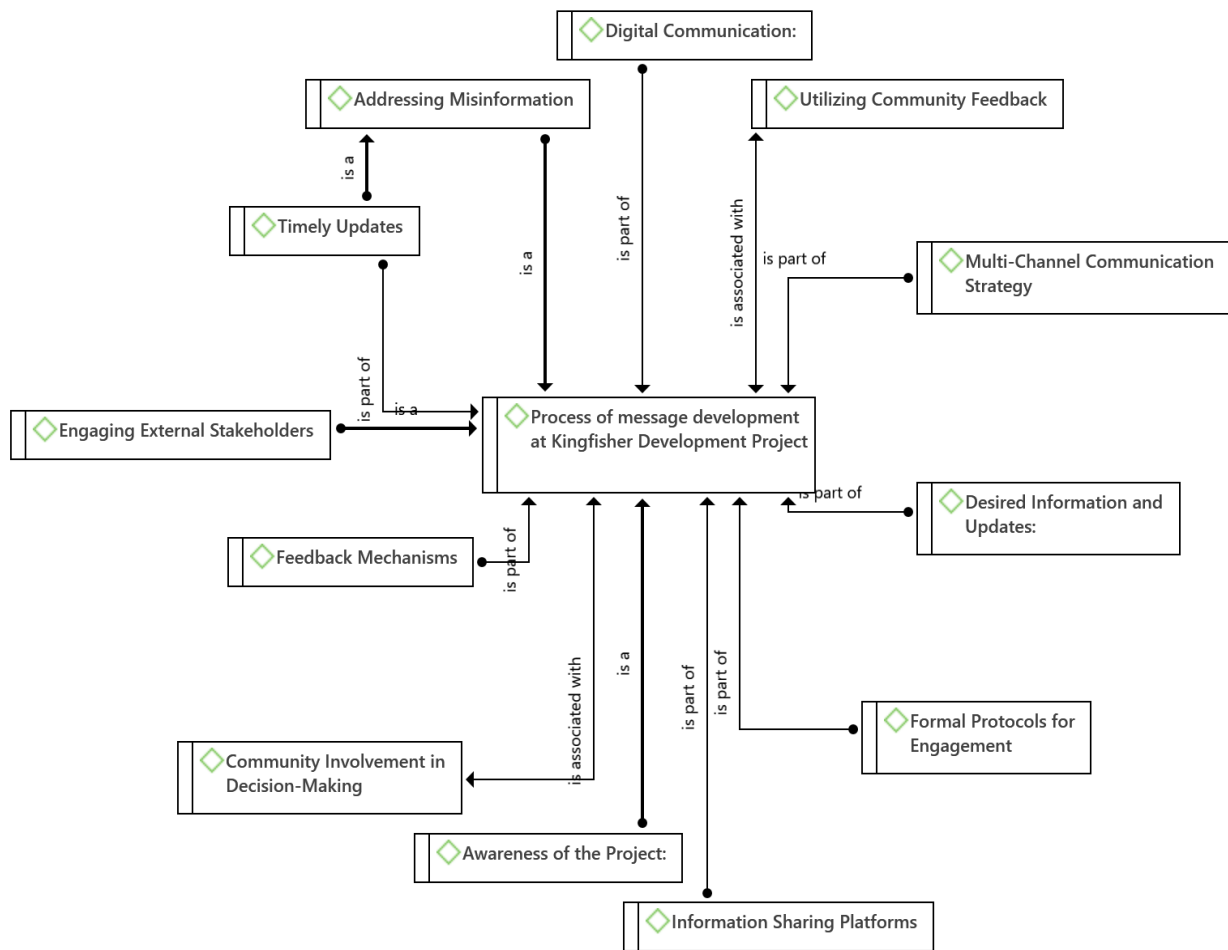 Digital Communication:
Addressing Misinformation
Utilizing Community Feedback
is a
Timely Updates
is part of
is a
is associated with
is part of
Multi-Channel Communication
Strategy
is part of
is a
Engaging External Stakeholders
Process of message development
at Kingfisher Development Project
is part of
Desired Information and
Updates:
Feedback Mechanisms
is part of
is associated with
is a
is part of
is part of
Formal Protocols for
Engagement
Community Involvement in
Decision-Making
Awareness of the Project:
Information Sharing Platforms